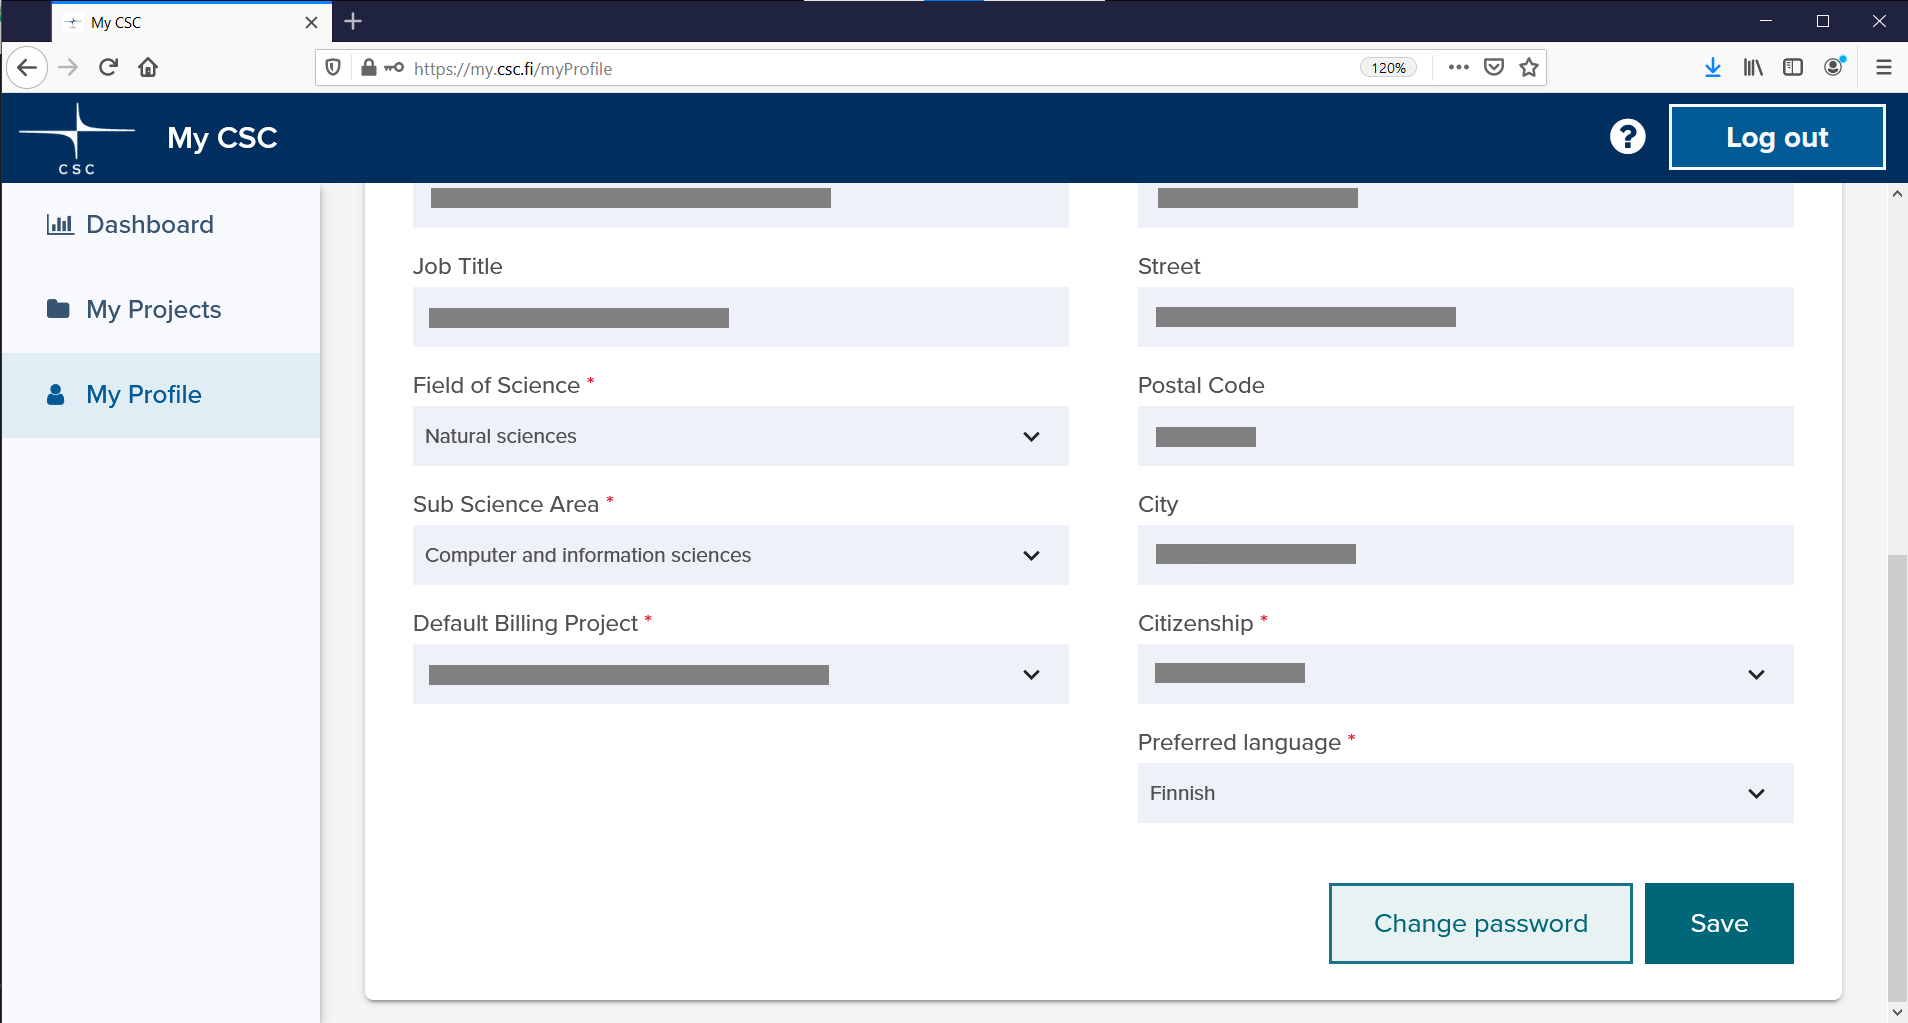 My CSC
https://my.csc.fi/myProfile
120%
CSC
My CSC
?
Log out
Dashboard
My Projects
My Profile
Job Title
Field of Science *
Natural sciences
Sub Science Area *
Computer and information sciences
Default Billing Project *
Street
Postal Code
City
Citizenship *
Preferred language *
Finnish
Change password
Save